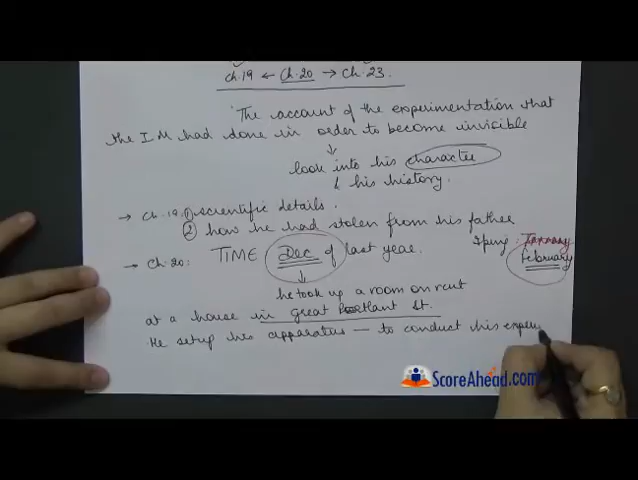 ch.19 ← Ch.20 → Ch.23.
The account of the experimentation that
the I M had done in order to become invisible
↓
look into his character
& his history.
→ Ch.19, ① scientific details.
② how he had stolen from his father
→ Ch.20: TIME Dec of last year. Spring: January
February
↓
he took up a room on rent
at a house in great Portlant St.
He setup his apparatus — to conduct his experi
ScoreAhead.com